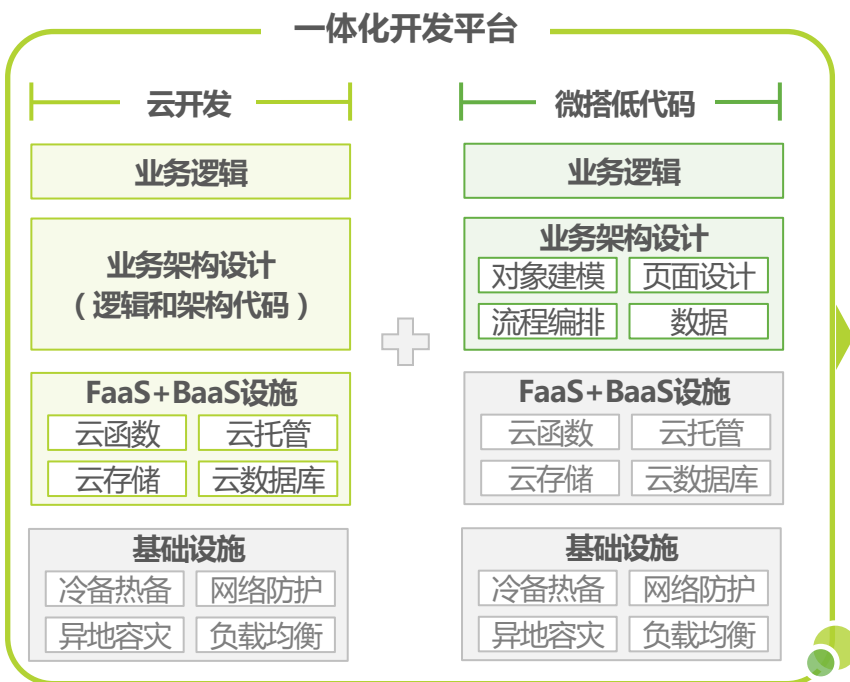 一体化开发平台
云开发
业务逻辑
业务架构设计
（逻辑和架构代码）
FaaS+BaaS设施
云函数 云托管
云存储 云数据库
基础设施
冷备热备 网络防护
异地容灾 负载均衡
微搭低代码
业务逻辑
业务架构设计
对象建模 页面设计
流程编排 数据
FaaS+BaaS设施
云函数 云托管
云存储 云数据库
基础设施
冷备热备 网络防护
异地容灾 负载均衡